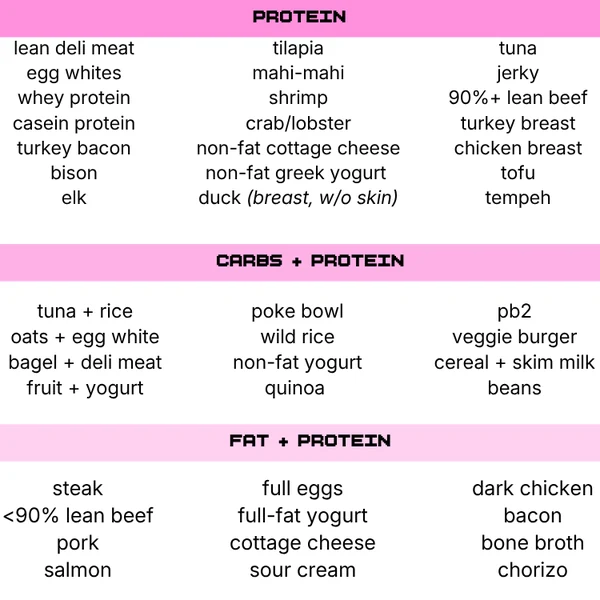 PROTEIN
lean deli meat tilapia tuna
egg whites mahi-mahi jerky
whey protein shrimp 90%+ lean beef
casein protein crab/lobster turkey breast
turkey bacon non-fat cottage cheese chicken breast
bison non-fat greek yogurt tofu
elk duck (breast, w/o skin) tempeh
CARBS + PROTEIN
tuna + rice poke bowl pb2
oats + egg white wild rice veggie burger
bagel + deli meat non-fat yogurt cereal + skim milk
fruit + yogurt quinoa beans
FAT + PROTEIN
steak full eggs dark chicken
<90% lean beef full-fat yogurt bacon
pork cottage cheese bone broth
salmon sour cream chorizo